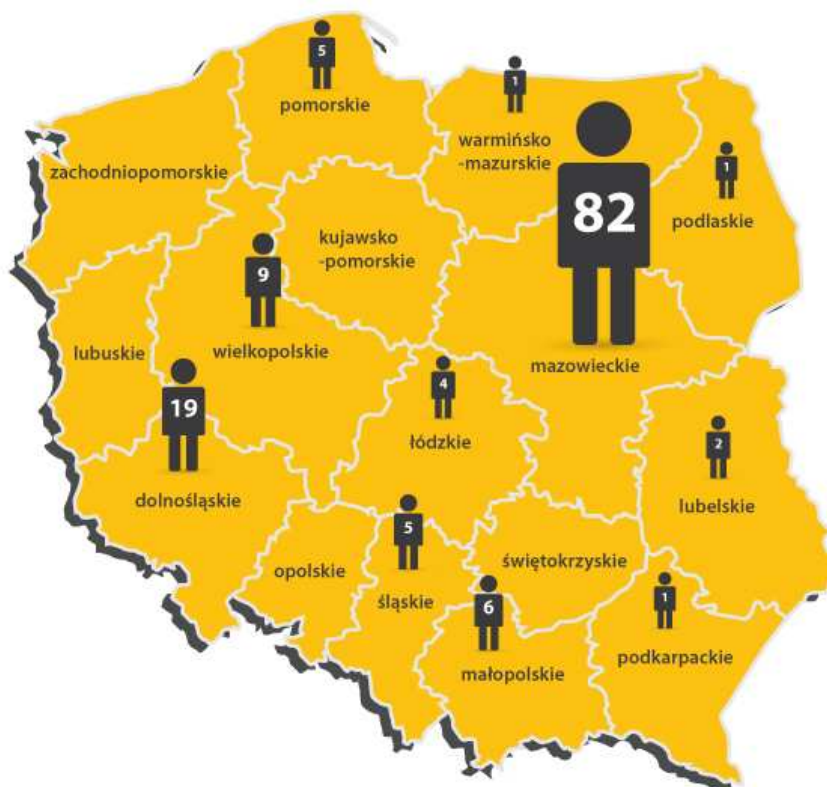 5
pomorskie
1
warmińsko
-mazurskie
zachodniopomorskie
1
podlaskie
82
kujawsko
-pomorskie
9
wielkopolskie
lubuskie
mazowieckie
4
łódzkie
19
dolnośląskie
2
lubelskie
5
śląskie
opolskie
świętokrzyskie
6
małopolskie
1
podkarpackie